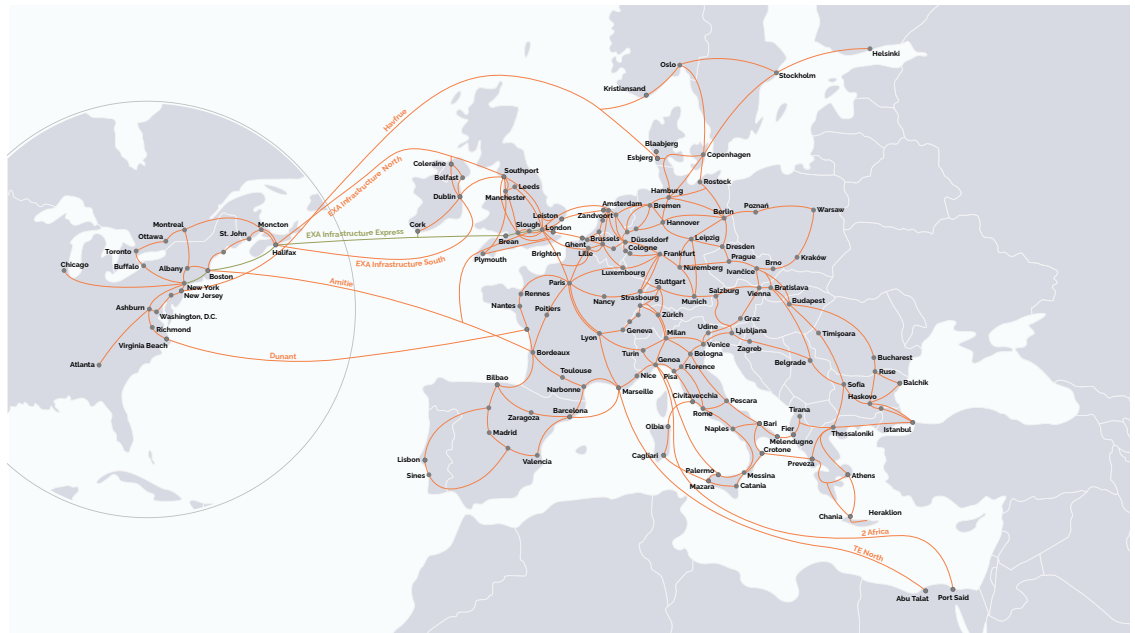 Helsinki
Oslo
Stockholm
Kristiansand
Havfrue
Blaabjerg
Esbjerg
Copenhagen
Coleraine
Southport
EXA Infrastructure North
Belfast
Leeds
Rostock
Manchester
Hamburg
Dublin
Amsterdam
Bremen
Poznań
Warsaw
Leiston
Zandvoort
Berlin
Montreal
Moncton
Cork
Slough
London
Hannover
St. John
EXA Infrastructure Express
Ottawa
Brean
Brussels
Düsseldorf
Leipzig
Ghent
Cologne
Dresden
Toronto
Halifax
Plymouth
Brighton
Lille
Frankfurt
Prague
Kraków
Chicago
Buffalo
Albany
Boston
EXA Infrastructure South
Luxembourg
Nuremberg
Ivančice
Brno
Amitie
Paris
Stuttgart
New York
New Jersey
Rennes
Nancy
Strasbourg
Munich
Salzburg
Vienna
Bratislava
Budapest
Ashburn
Nantes
Poitiers
Washington, D.C.
Zürich
Graz
Richmond
Geneva
Milan
Udine
Ljubljana
Timișoara
Virginia Beach
Lyon
Venice
Zagreb
Dunant
Bordeaux
Turin
Genoa
Bologna
Belgrade
Bucharest
Atlanta
Toulouse
Nice
Pisa
Florence
Ruse
Bilbao
Narbonne
Marseille
Civitavecchia
Sofia
Balchik
Zaragoza
Barcelona
Rome
Pescara
Tirana
Haskovo
Olbia
Naples
Bari
Fier
Thessaloniki
Istanbul
Madrid
Melendugno
Lisbon
Valencia
Cagliari
Crotone
Preveza
Sines
Palermo
Messina
Athens
Mazara
Catania
Chania
Heraklion
2 Africa
TE North
Abu Talat
Port Said